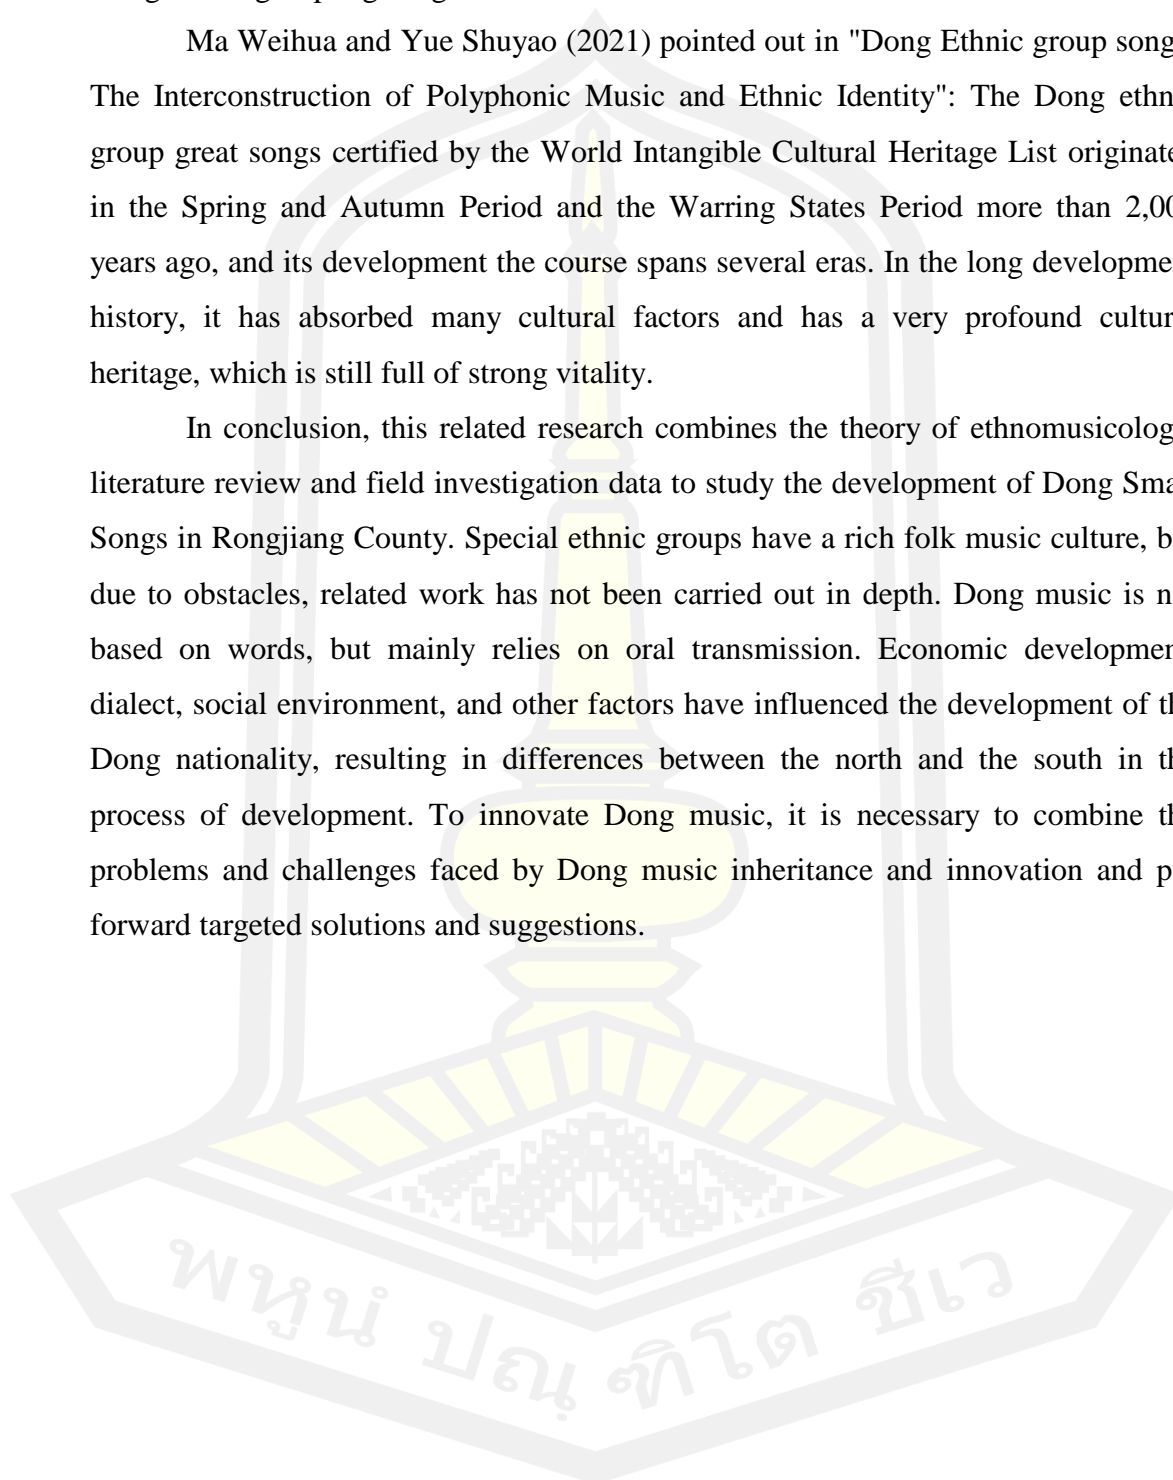 Ma Weihua and Yue Shuyao (2021) pointed out in "Dong Ethnic group song
The Interconstruction of Polyphonic Music and Ethnic Identity": The Dong ethn
group great songs certified by the World Intangible Cultural Heritage List originate
in the Spring and Autumn Period and the Warring States Period more than 2,00
years ago, and its development the course spans several eras. In the long developme
history, it has absorbed many cultural factors and has a very profound cultur
heritage, which is still full of strong vitality.
In conclusion, this related research combines the theory of ethnomusicolog
literature review and field investigation data to study the development of Dong Sma
Songs in Rongjiang County. Special ethnic groups have a rich folk music culture, b
due to obstacles, related work has not been carried out in depth. Dong music is n
based on words, but mainly relies on oral transmission. Economic developmen
dialect, social environment, and other factors have influenced the development of th
Dong nationality, resulting in differences between the north and the south in th
process of development. To innovate Dong music, it is necessary to combine th
problems and challenges faced by Dong music inheritance and innovation and p
forward targeted solutions and suggestions.
พหูนํ ปณฺฑิโต ชีเว